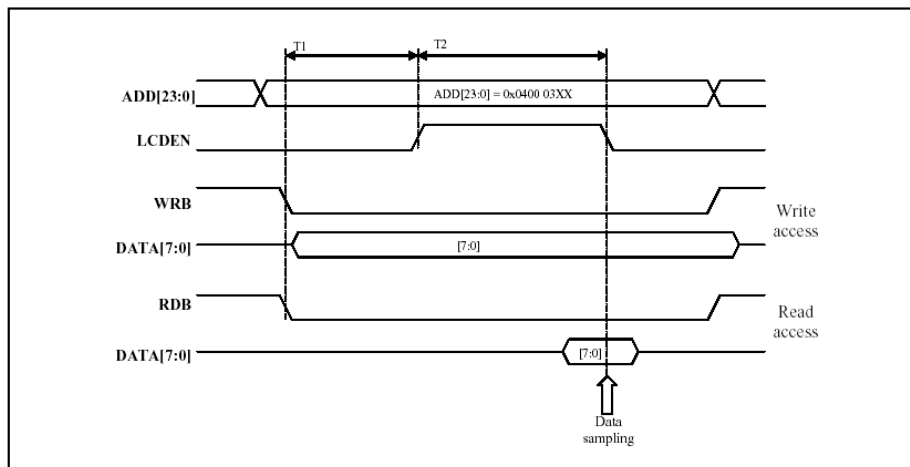 T1
T2
ADD[23:0]
ADD[23:0] = 0x0400 03XX
LCDEN
WRB
Write
access
DATA[7:0]
[7:0]
RDB
Read
access
DATA[7:0]
[7:0]
Data
sampling